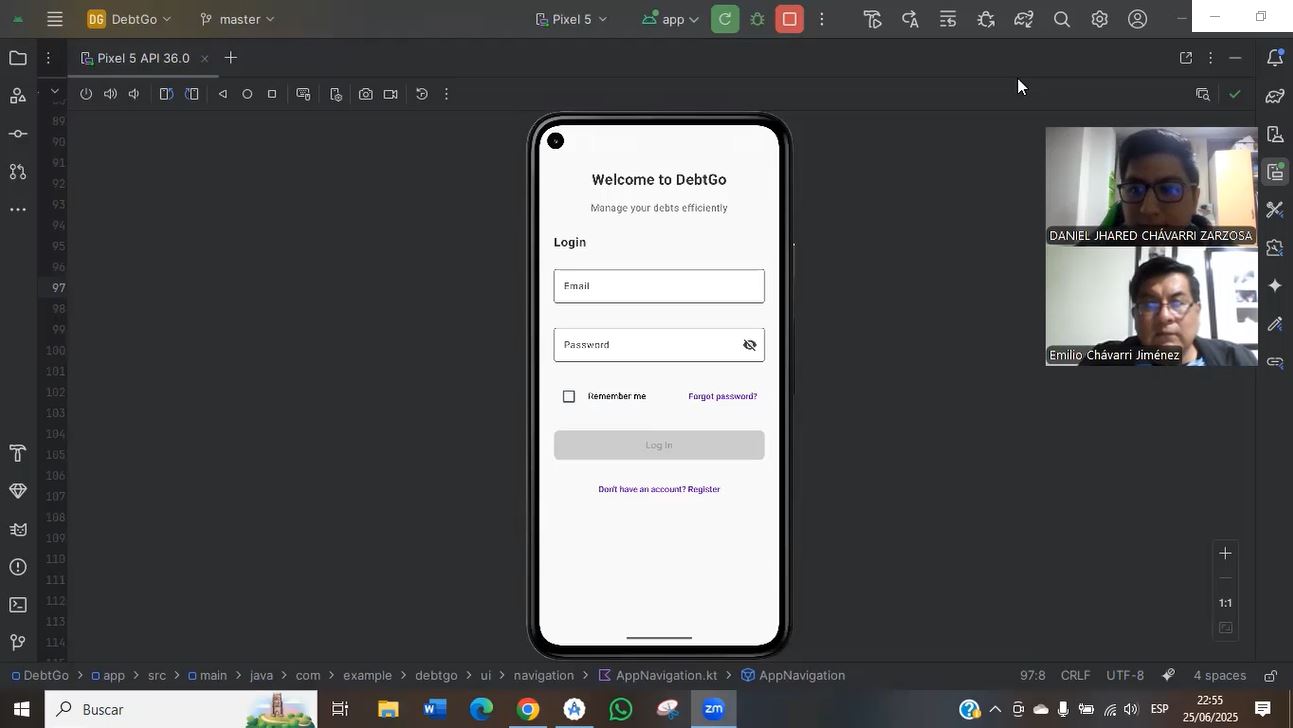 DG DebtGo master Pixel 5 app
Pixel 5 API 36.0
89
90
91
92
93
94
95
96
97
98
99
100
101
102
103
104
105
106
107
108
109
110
111
112
113
114
Welcome to DebtGo
Manage your debts efficiently
Login
Email
Password
Remember me Forgot password?
Log In
Don't have an account? Register
DANIEL JHARED CHÁVARRI ZARZOSA
Emilio Chávarri Jiménez
1:1
DebtGo > app > src > main > java > com > example > debtgo > ui > navigation > AppNavigation.kt > AppNavigation 97:8 CRLF UTF-8 4 spaces
Buscar
W
zm
ESP
22:55
25/06/2025